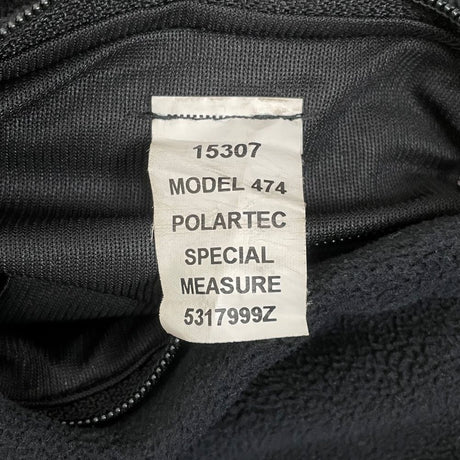 15307
MODEL 474
POLARTEC
SPECIAL
MEASURE
5317999Z